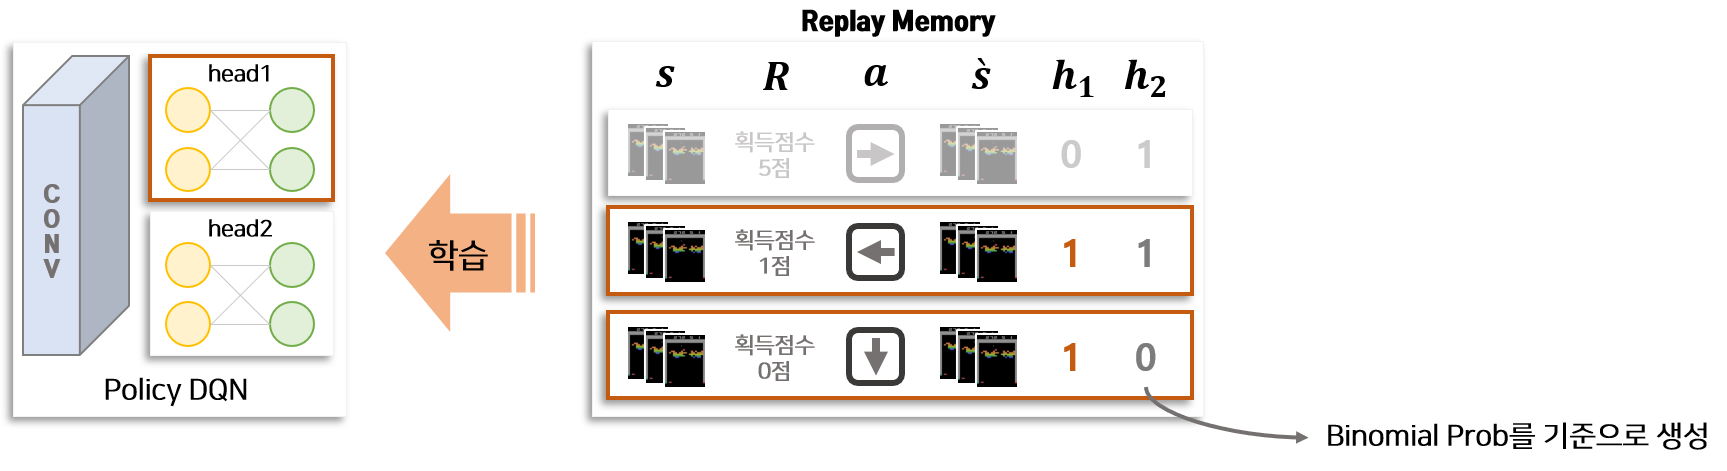 Replay Memory
s R a s̀ h₁ h₂
head1
획득점수
5점
0 1
CONV
head2
학습
획득점수
1점
1 1
획득점수
0점
1 0
Policy DQN
Binomial Prob를 기준으로 생성